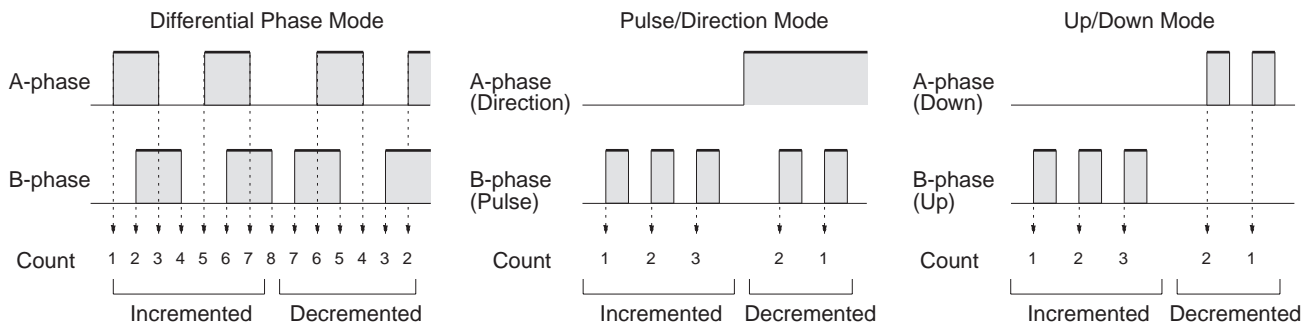 Differential Phase Mode
A-phase
B-phase
Count
1 2 3 4 5 6 7 8 7 6 5 4 3 2
Incremented Decremented
Pulse/Direction Mode
A-phase
(Direction)
B-phase
(Pulse)
Count
1 2 3 2 1
Incremented Decremented
Up/Down Mode
A-phase
(Down)
B-phase
(Up)
Count
1 2 3 2 1
Incremented Decremented